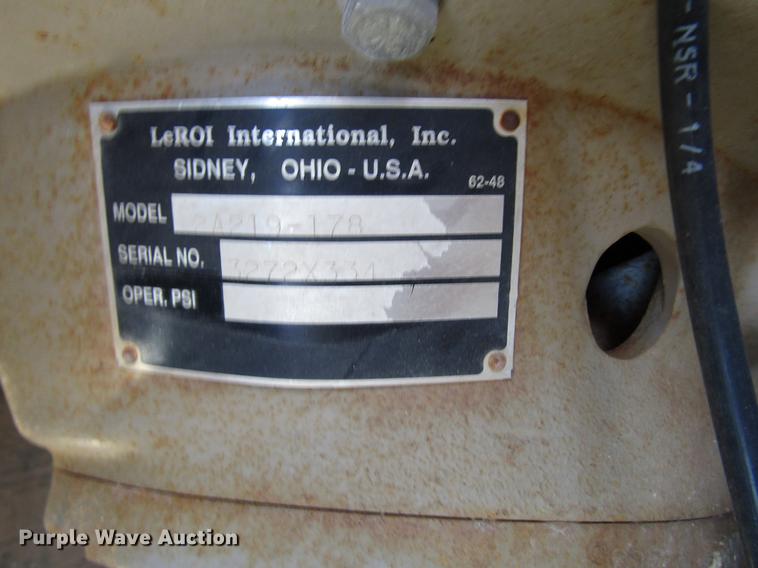 - NSR - 1/4
LeROI International, Inc.
SIDNEY, OHIO - U.S.A.
62-48
MODEL 2A219-178
SERIAL NO. 3272X334
OPER. PSI
Purple Wave Auction